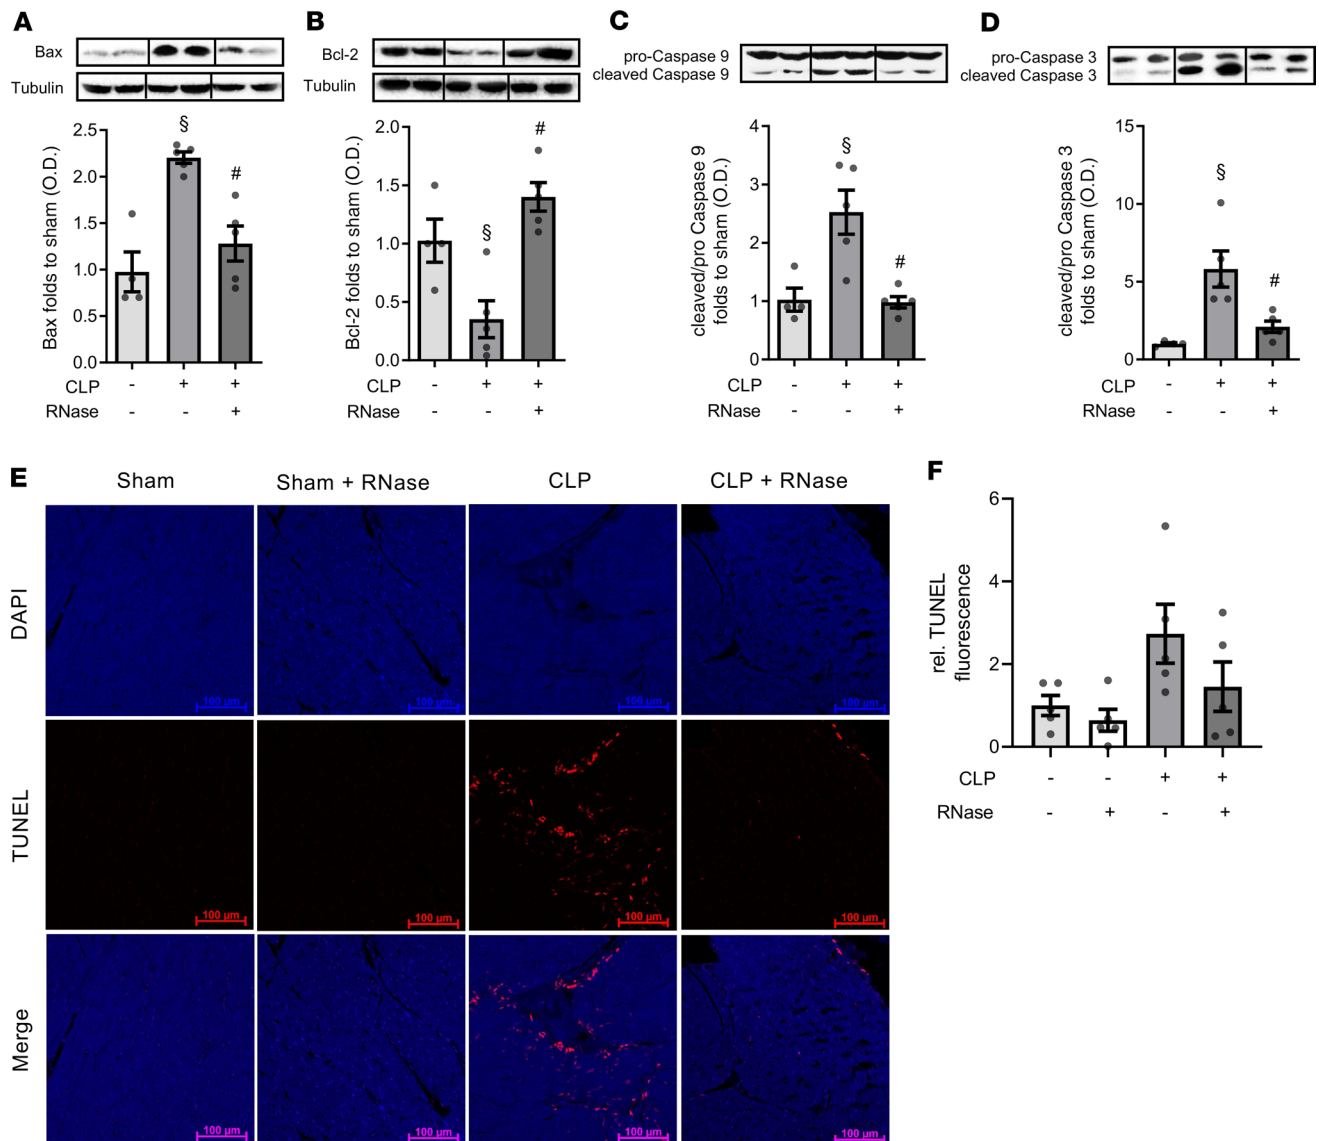 A
Bax
Tubulin
Bax folds to sham (O.D.)
2.5
2.0
1.5
1.0
0.5
0.0
§
#
CLP - + +
RNase - - +
B
Bcl-2
Tubulin
Bcl-2 folds to sham (O.D.)
2.0
1.5
1.0
0.5
0.0
§
#
CLP - + +
RNase - - +
C
pro-Caspase 9
cleaved Caspase 9
cleaved/pro Caspase 9
folds to sham (O.D.)
4
3
2
1
0
§
#
CLP - + +
RNase - - +
D
pro-Caspase 3
cleaved Caspase 3
cleaved/pro Caspase 3
folds to sham (O.D.)
15
10
5
0
§
#
CLP - + +
RNase - - +
E
Sham Sham + RNase CLP CLP + RNase
DAPI
100 µm 100 µm 100 µm 100 µm
TUNEL
100 µm 100 µm 100 µm 100 µm
Merge
100 µm 100 µm 100 µm 100 µm
F
rel. TUNEL
fluorescence
6
4
2
0
CLP - - + +
RNase - + - +